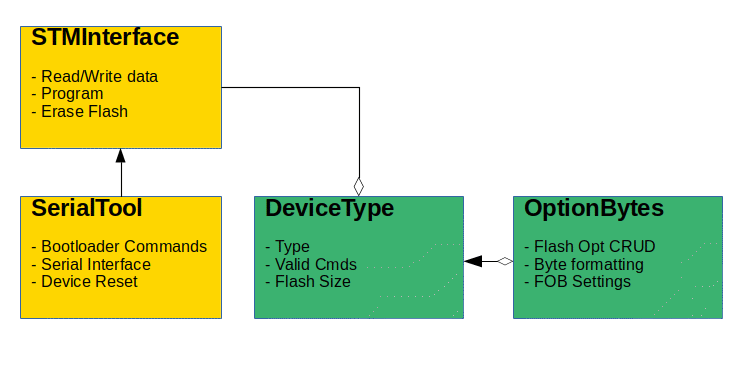 STMInterface
- Read/Write data
- Program
- Erase Flash
SerialTool
- Bootloader Commands
- Serial Interface
- Device Reset
DeviceType
- Type
- Valid Cmds
- Flash Size
OptionBytes
- Flash Opt CRUD
- Byte formatting
- FOB Settings